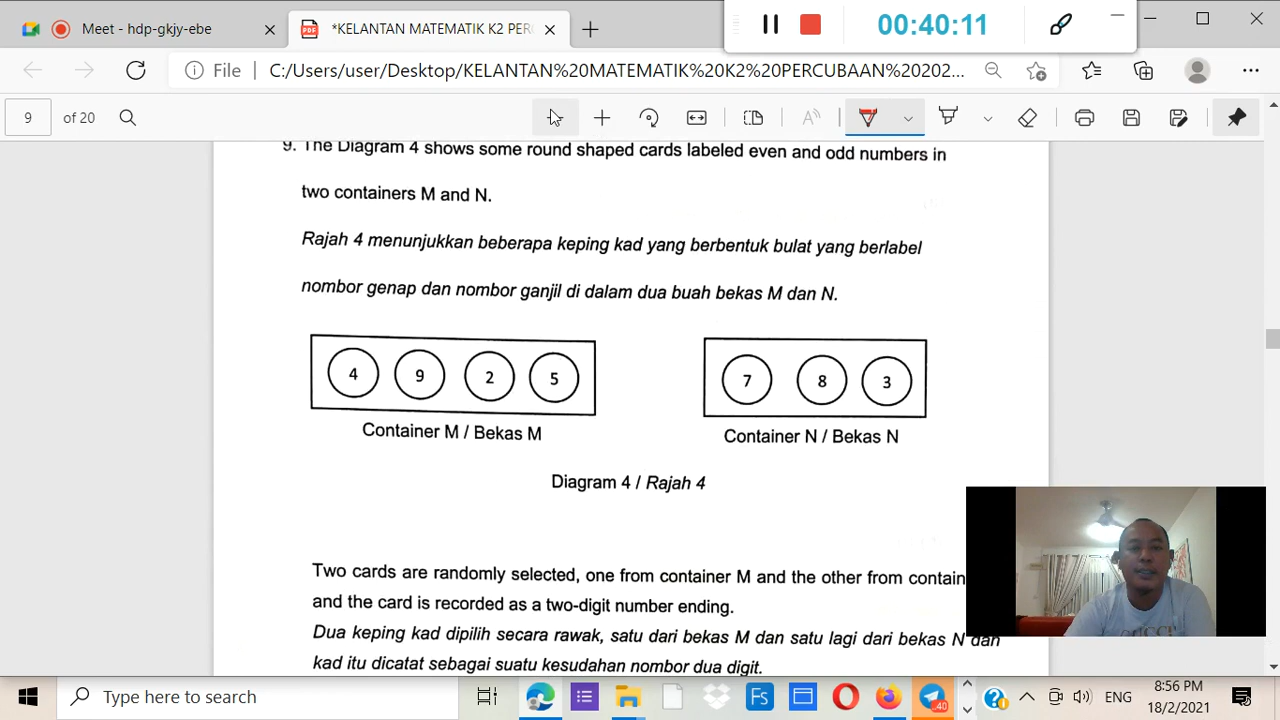 Meet - hdp-gkjy-ebe
*KELANTAN MATEMATIK K2 PER
00:40:11
File
C:/Users/user/Desktop/KELANTAN%20MATEMATIK%20K2%20PERCUBAAN%20202...
9 of 20
9. The Diagram 4 shows some round shaped cards labeled even and odd numbers in
two containers M and N.
Rajah 4 menunjukkan beberapa keping kad yang berbentuk bulat yang berlabel
nombor genap dan nombor ganjil di dalam dua buah bekas M dan N.
4 9 2 5
7 8 3
Container M / Bekas M
Container N / Bekas N
Diagram 4 / Rajah 4
Two cards are randomly selected, one from container M and the other from contain
and the card is recorded as a two-digit number ending.
Dua keping kad dipilih secara rawak, satu dari bekas M dan satu lagi dari bekas N dan
kad itu dicatat sebagai suatu kesudahan nombor dua digit.
GUCCI
Type here to search
Fs
.40
ENG
8:56 PM
18/2/2021